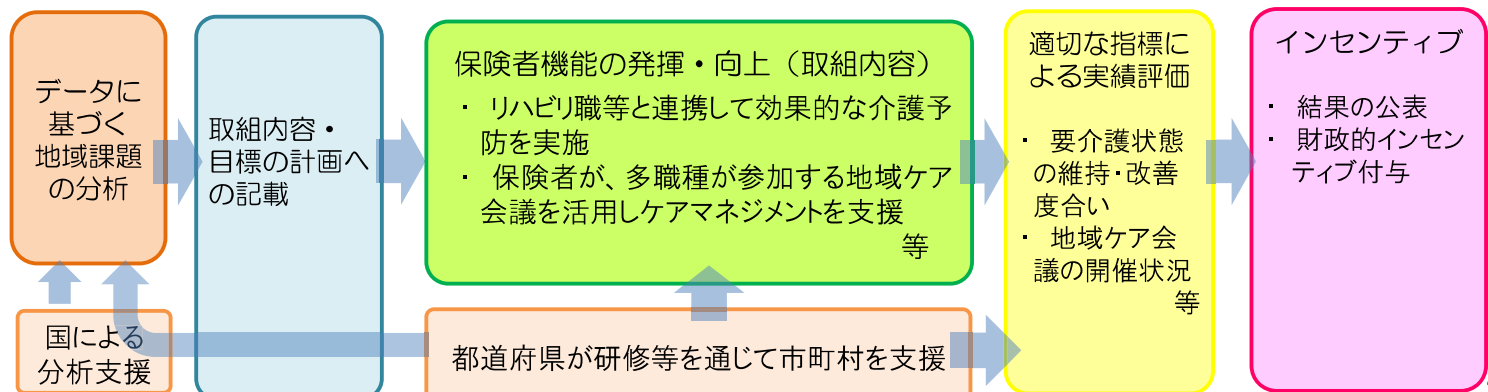 データに
基づく
地域課題
の分析
国による
分析支援
取組内容・
目標の計画へ
の記載
保険者機能の発揮・向上（取組内容）
・ リハビリ職等と連携して効果的な介護予
防を実施
・ 保険者が、多職種が参加する地域ケア
会議を活用しケアマネジメントを支援
等
都道府県が研修等を通じて市町村を支援
適切な指標に
よる実績評価
・ 要介護状態
の維持・改善
度合い
・ 地域ケア会
議の開催状況
等
インセンティブ
・ 結果の公表
・ 財政的インセン
ティブ付与